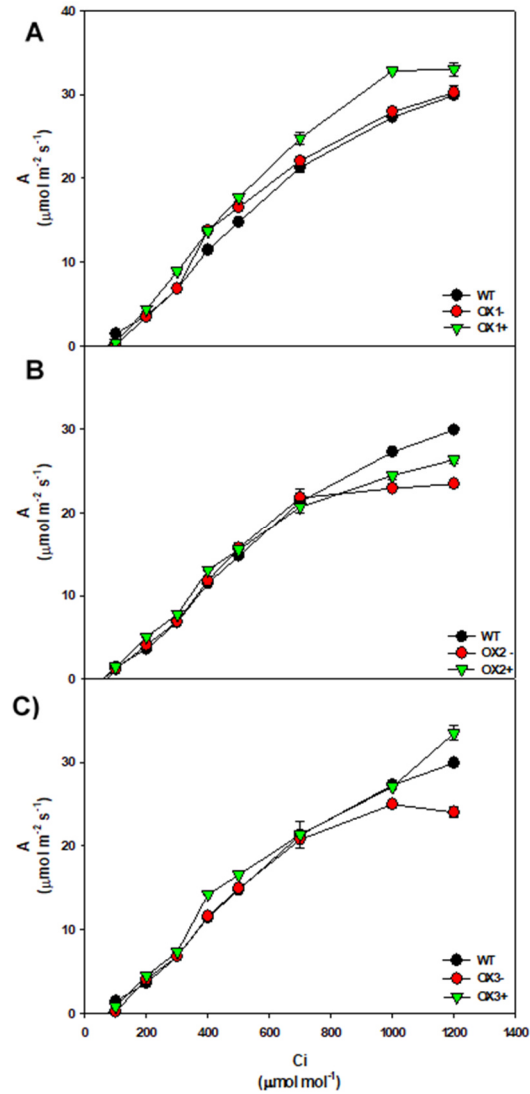 A
40
30
20
10
0
A
(µmol m-2 s-1)
WT
OX1-
OX1+
B
30
20
10
0
A
(µmol m-2 s-1)
WT
OX2 -
OX2+
C)
30
20
10
0
A
(µmol m-2 s-1)
WT
OX3-
OX3+
0 200 400 600 800 1000 1200 1400
Ci
(µmol mol-1)